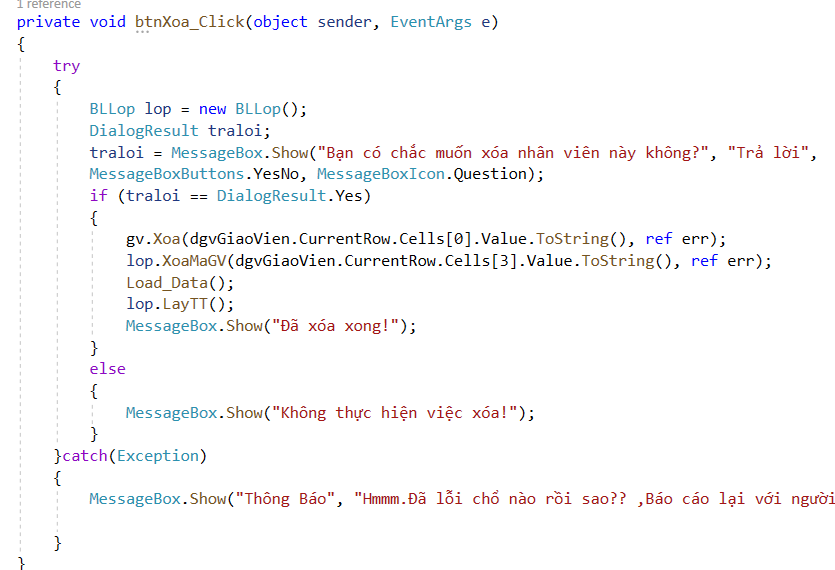 1 reference
private void btnXoa_Click(object sender, EventArgs e)
{
try
{
BLLop lop = new BLLop();
DialogResult traloi;
traloi = MessageBox.Show("Bạn có chắc muốn xóa nhân viên này không?", "Trả lời",
MessageBoxButtons.YesNo, MessageBoxIcon.Question);
if (traloi == DialogResult.Yes)
{
gv.Xoa(dgvGiaoVien.CurrentRow.Cells[0].Value.ToString(), ref err);
lop.XoaMaGV(dgvGiaoVien.CurrentRow.Cells[3].Value.ToString(), ref err);
Load_Data();
lop.LayTT();
MessageBox.Show("Đã xóa xong!");
}
else
{
MessageBox.Show("Không thực hiện việc xóa!");
}
}catch(Exception)
{
MessageBox.Show("Thông Báo", "Hmmm.Đã lỗi chổ nào rồi sao?? ,Báo cáo lại với người
}
}